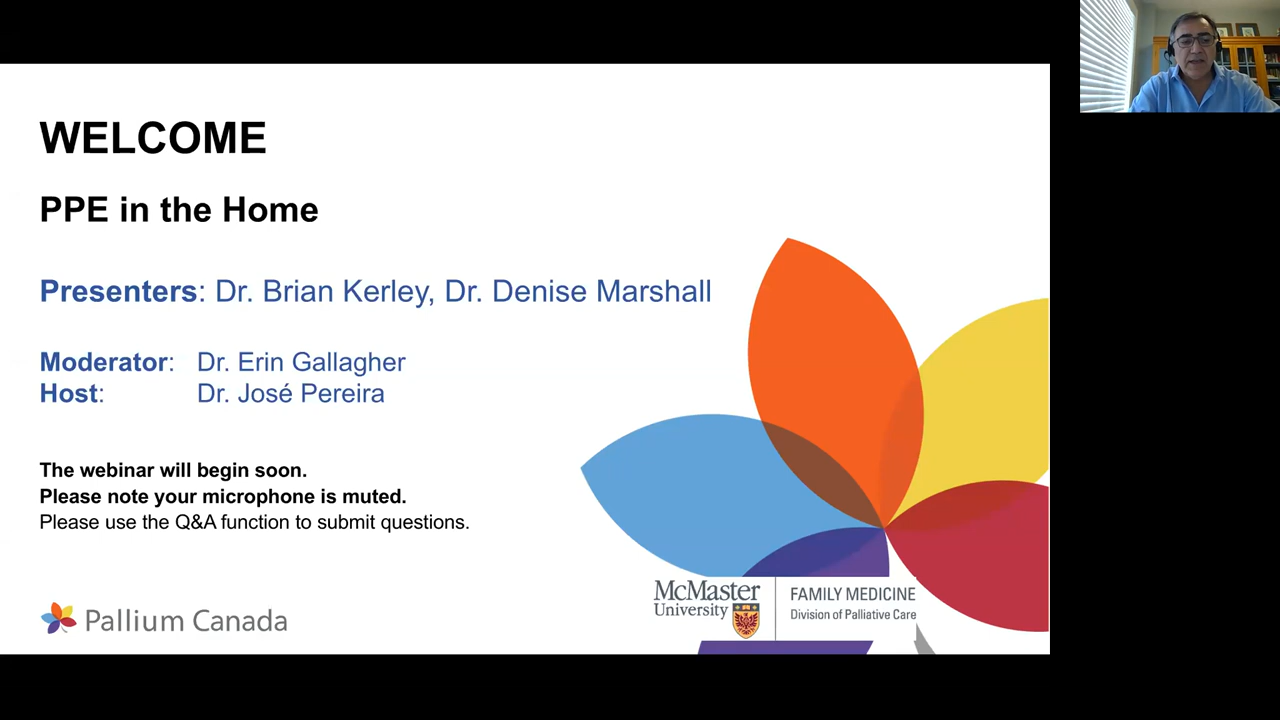 WELCOME
PPE in the Home
Presenters: Dr. Brian Kerley, Dr. Denise Marshall
Moderator: Dr. Erin Gallagher
Host: Dr. José Pereira
The webinar will begin soon.
Please note your microphone is muted.
Please use the Q&A function to submit questions.
Pallium Canada
McMaster
University
FAMILY MEDICINE
Division of Palliative Care